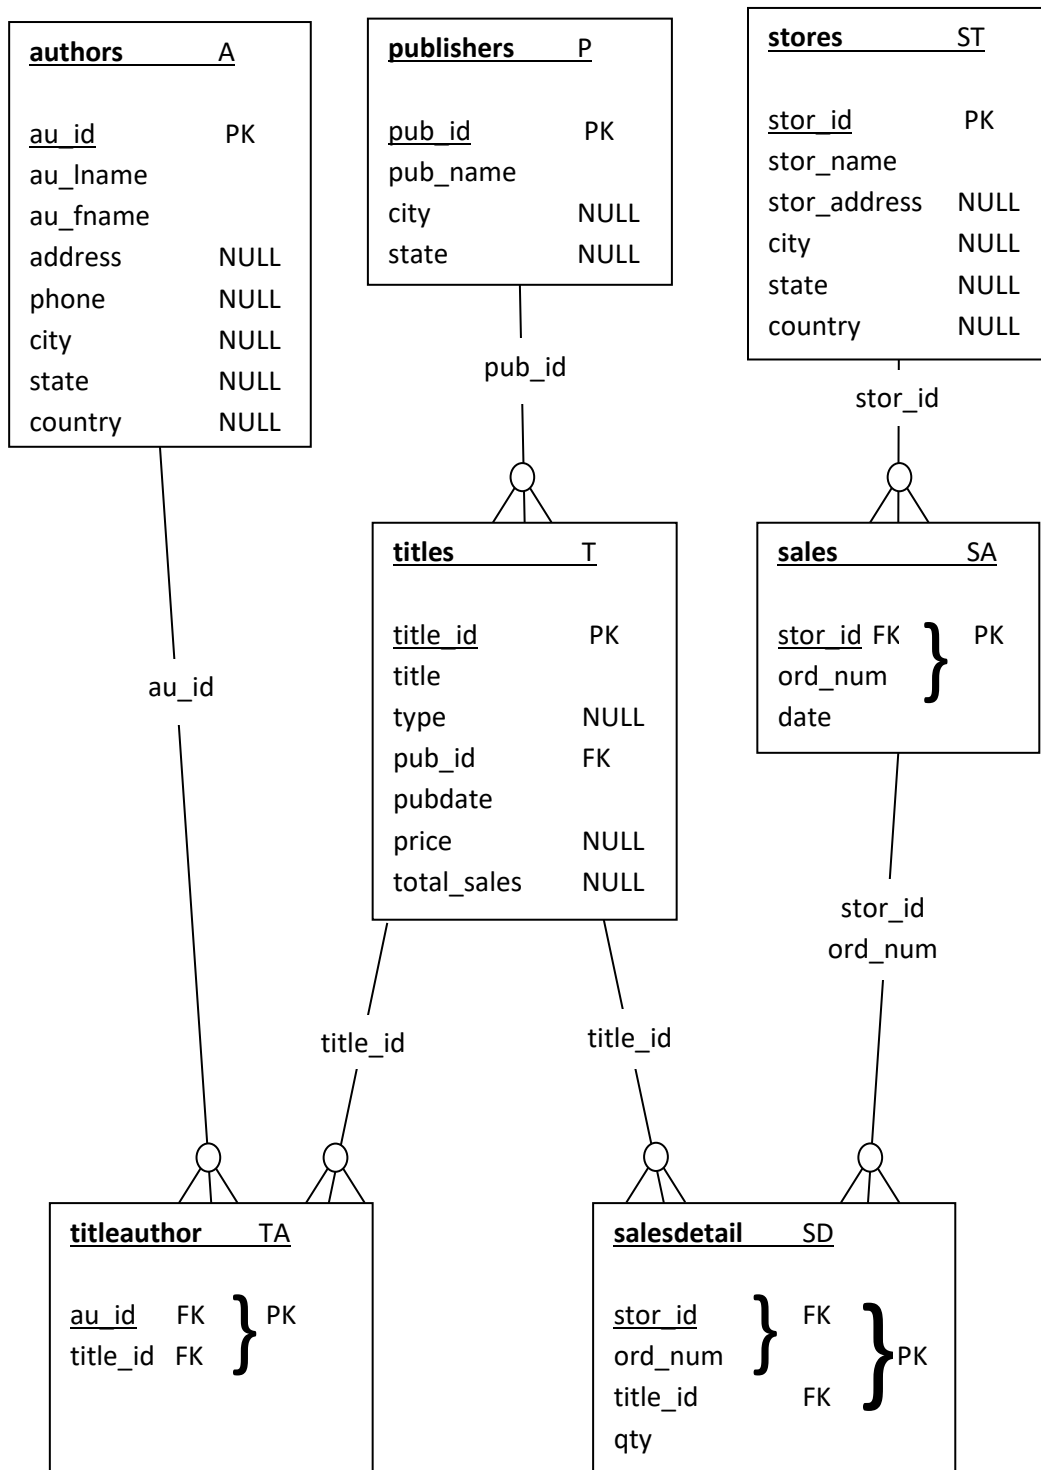 authors A
au_id PK
au_lname
au_fname
address NULL
phone NULL
city NULL
state NULL
country NULL
publishers P
pub_id PK
pub_name
city NULL
state NULL
stores ST
stor_id PK
stor_name
stor_address NULL
city NULL
state NULL
country NULL
pub_id
stor_id
titles T
title_id PK
title
type NULL
pub_id FK
pubdate
price NULL
total_sales NULL
sales SA
stor_id FK } PK
ord_num
date
au_id
stor_id
ord_num
title_id
title_id
titleauthor TA
au_id FK } PK
title_id FK
salesdetail SD
stor_id } FK
ord_num } PK
title_id FK
qty